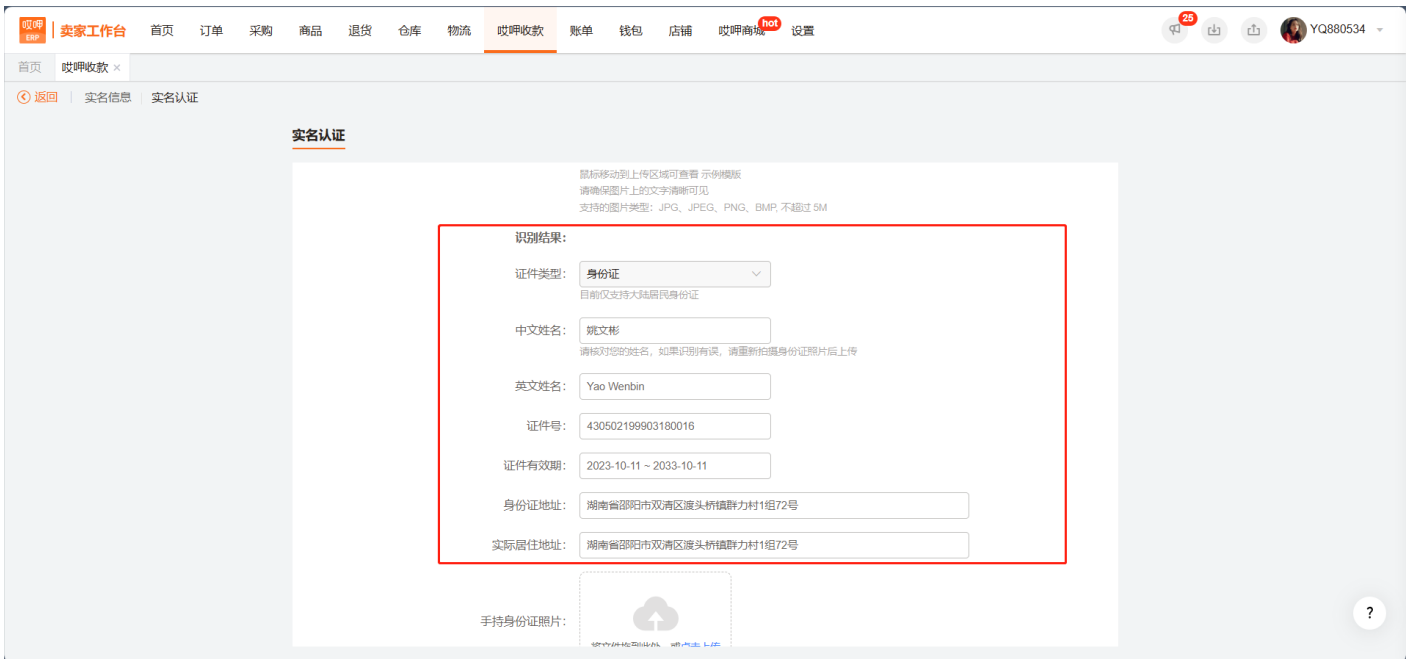 哎呷 ERP 卖家工作台 首页 订单 采购 商品 退货 仓库 物流 哎呷收款 账单 钱包 店铺 哎呷商城 hot 设置 25 YQ880534
首页 哎呷收款 ×
返回 实名信息 实名认证
实名认证
鼠标移动到上传区域可查看 示例模版
请确保图片上的文字清晰可见
支持的图片类型：JPG、JPEG、PNG、BMP, 不超过 5M
识别结果：
证件类型： 身份证
目前仅支持大陆居民身份证
中文姓名： 姚文彬
请核对您的姓名，如果识别有误，请重新拍摄身份证照片后上传
英文姓名： Yao Wenbin
证件号： 430502199903180016
证件有效期： 2023-10-11 ~ 2033-10-11
身份证地址： 湖南省邵阳市双清区渡头桥镇群力村1组72号
实际居住地址： 湖南省邵阳市双清区渡头桥镇群力村1组72号
手持身份证照片：
将文件拖到此处，或点击上传
?